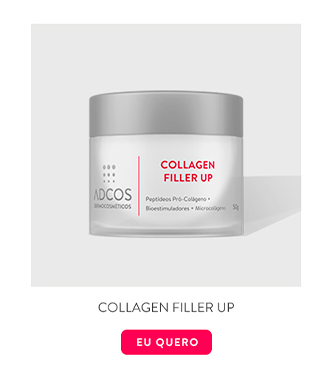 COLLAGEN
FILLER UP
ADCOS
DERMOCOSMÉTICOS
Peptídeos Pró-Colágeno +
Bioestimuladores + Microcolágeno
50g
COLLAGEN FILLER UP
EU QUERO